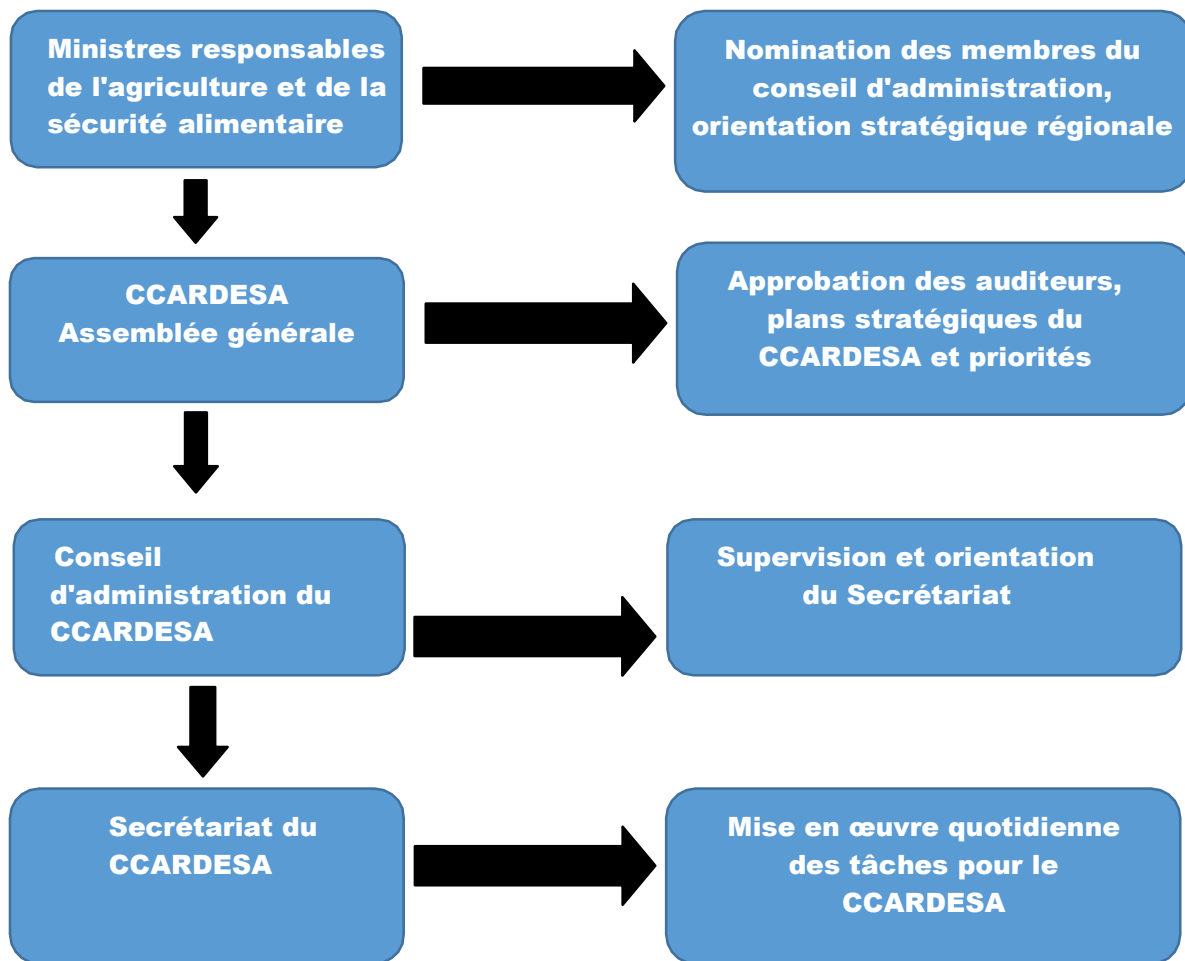 Ministres responsables
de l'agriculture et de la
sécurité alimentaire
Nomination des membres du
conseil d'administration,
orientation stratégique régionale
CCARDESA
Assemblée générale
Approbation des auditeurs,
plans stratégiques du
CCARDESA et priorités
Conseil
d'administration du
CCARDESA
Supervision et orientation
du Secrétariat
Secrétariat du
CCARDESA
Mise en œuvre quotidienne
des tâches pour le
CCARDESA